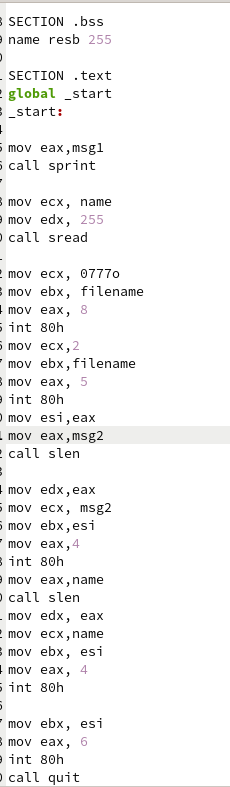 SECTION .bss
name resb 255
SECTION .text
global _start
_start:
mov eax,msg1
call sprint
mov ecx, name
mov edx, 255
call sread
mov ecx, 0777o
mov ebx, filename
mov eax, 8
int 80h
mov ecx,2
mov ebx,filename
mov eax, 5
int 80h
mov esi,eax
mov eax,msg2
call slen
mov edx,eax
mov ecx, msg2
mov ebx,esi
mov eax,4
int 80h
mov eax,name
call slen
mov edx, eax
mov ecx,name
mov ebx, esi
mov eax, 4
int 80h
mov ebx, esi
mov eax, 6
int 80h
call quit